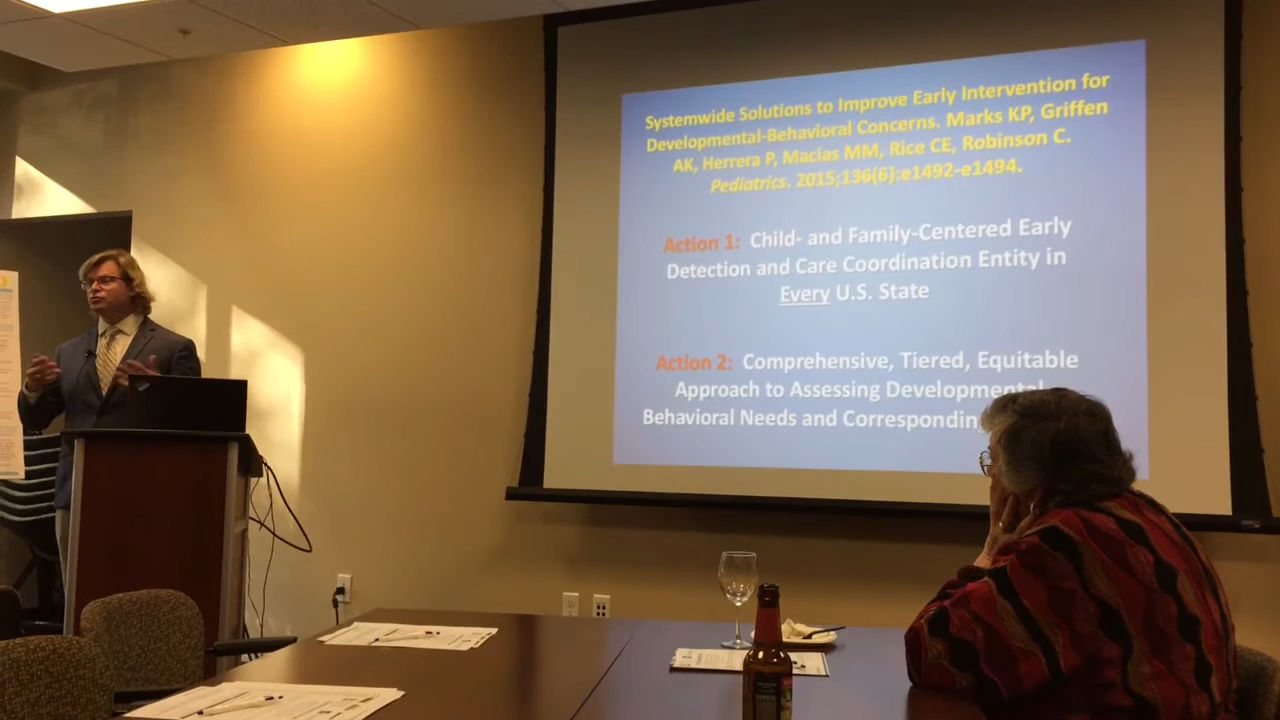 Systemwide Solutions to Improve Early Intervention for
Developmental-Behavioral Concerns. Marks KP, Griffen
AK, Herrera P, Macias MM, Rice CE, Robinson C.
Pediatrics. 2015;136(6):e1492-e1494.
Action 1: Child- and Family-Centered Early
Detection and Care Coordination Entity in
Every U.S. State
Action 2: Comprehensive, Tiered, Equitable
Approach to Assessing Developmental
Behavioral Needs and Corresponding